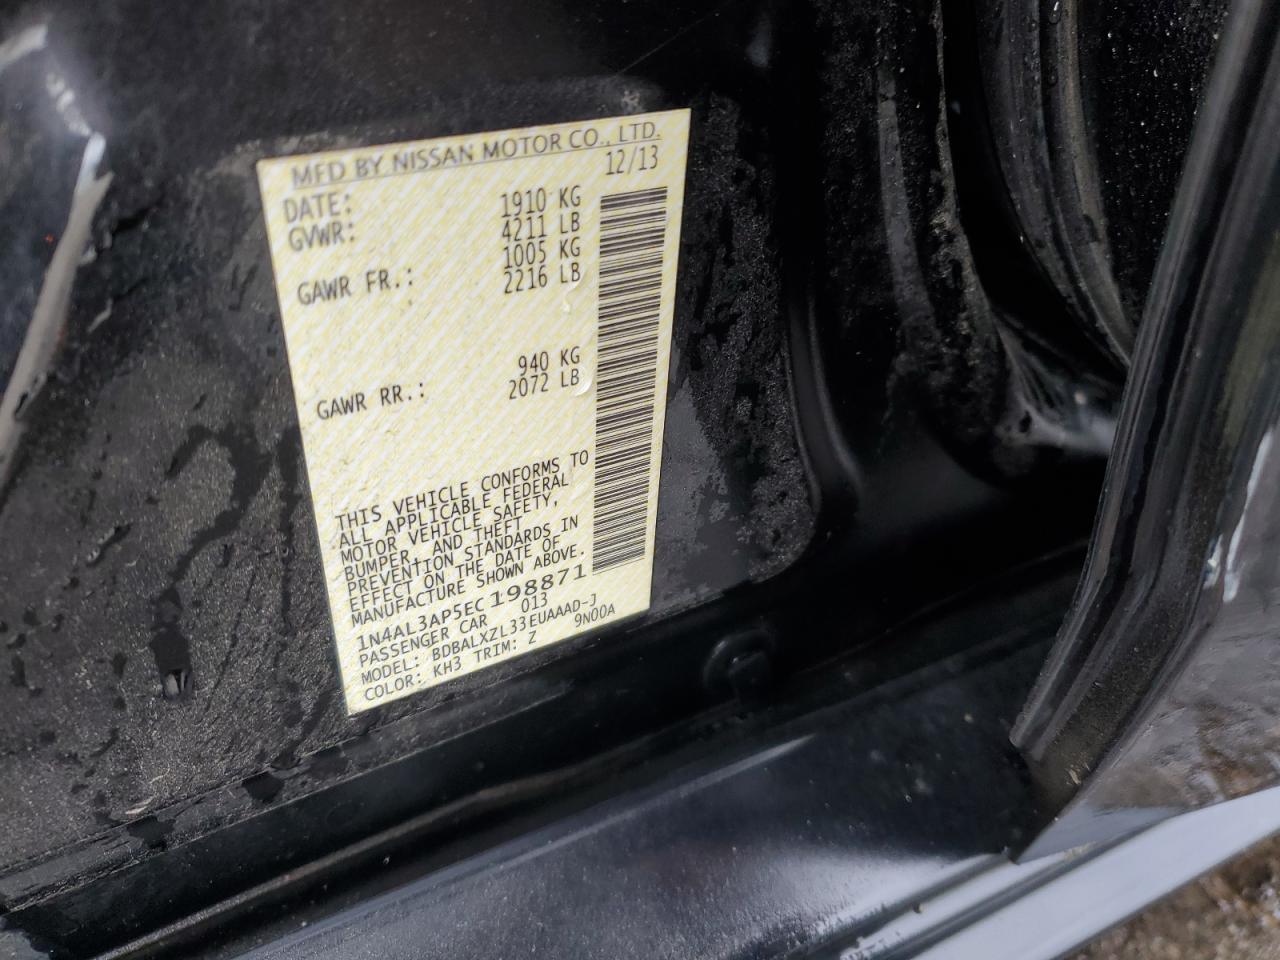 MFD BY NISSAN MOTOR CO., LTD.
DATE: 12/13
GVWR: 1910 KG
4211 LB
GAWR FR.: 1005 KG
2216 LB
GAWR RR.: 940 KG
2072 LB
THIS VEHICLE CONFORMS TO
ALL APPLICABLE FEDERAL
MOTOR VEHICLE SAFETY,
BUMPER, AND THEFT
PREVENTION STANDARDS IN
EFFECT ON THE DATE OF
MANUFACTURE SHOWN ABOVE.
1N4AL3AP5EC198871
PASSENGER CAR 013
MODEL: BDBALXZL33EUAAAD-J
COLOR: KH3 TRIM: Z 9N00A